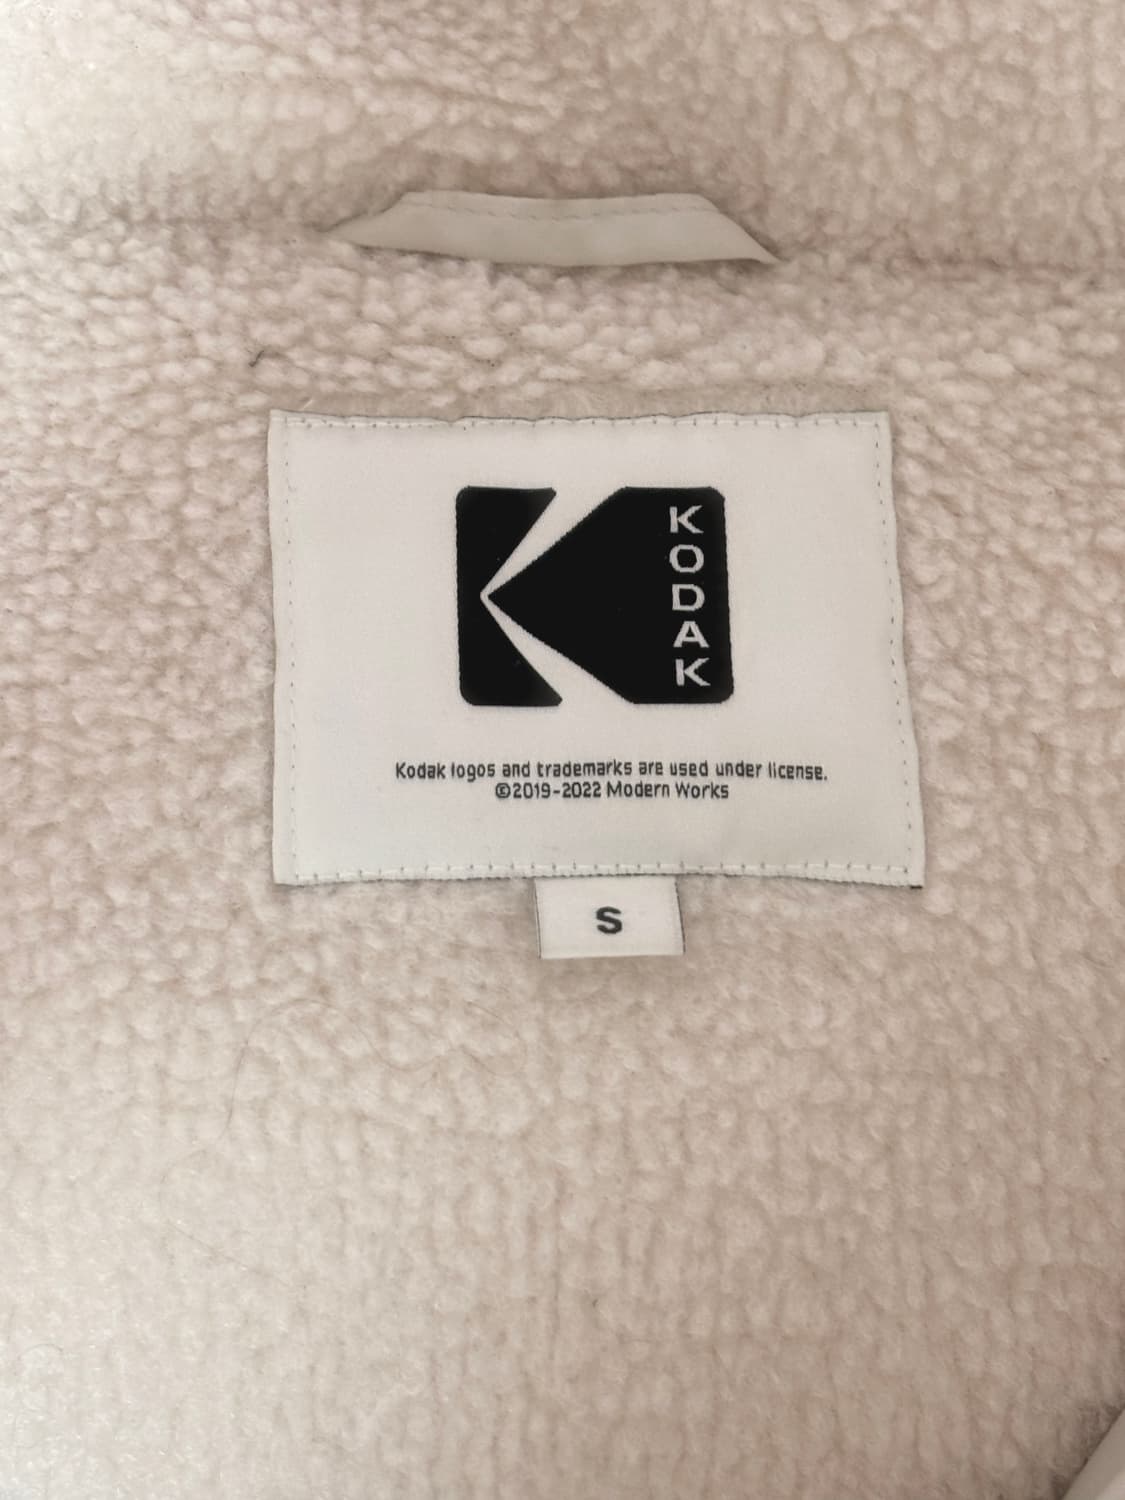 KODAK
Kodak logos and trademarks are used under license.
©2019-2022 Modern Works
S